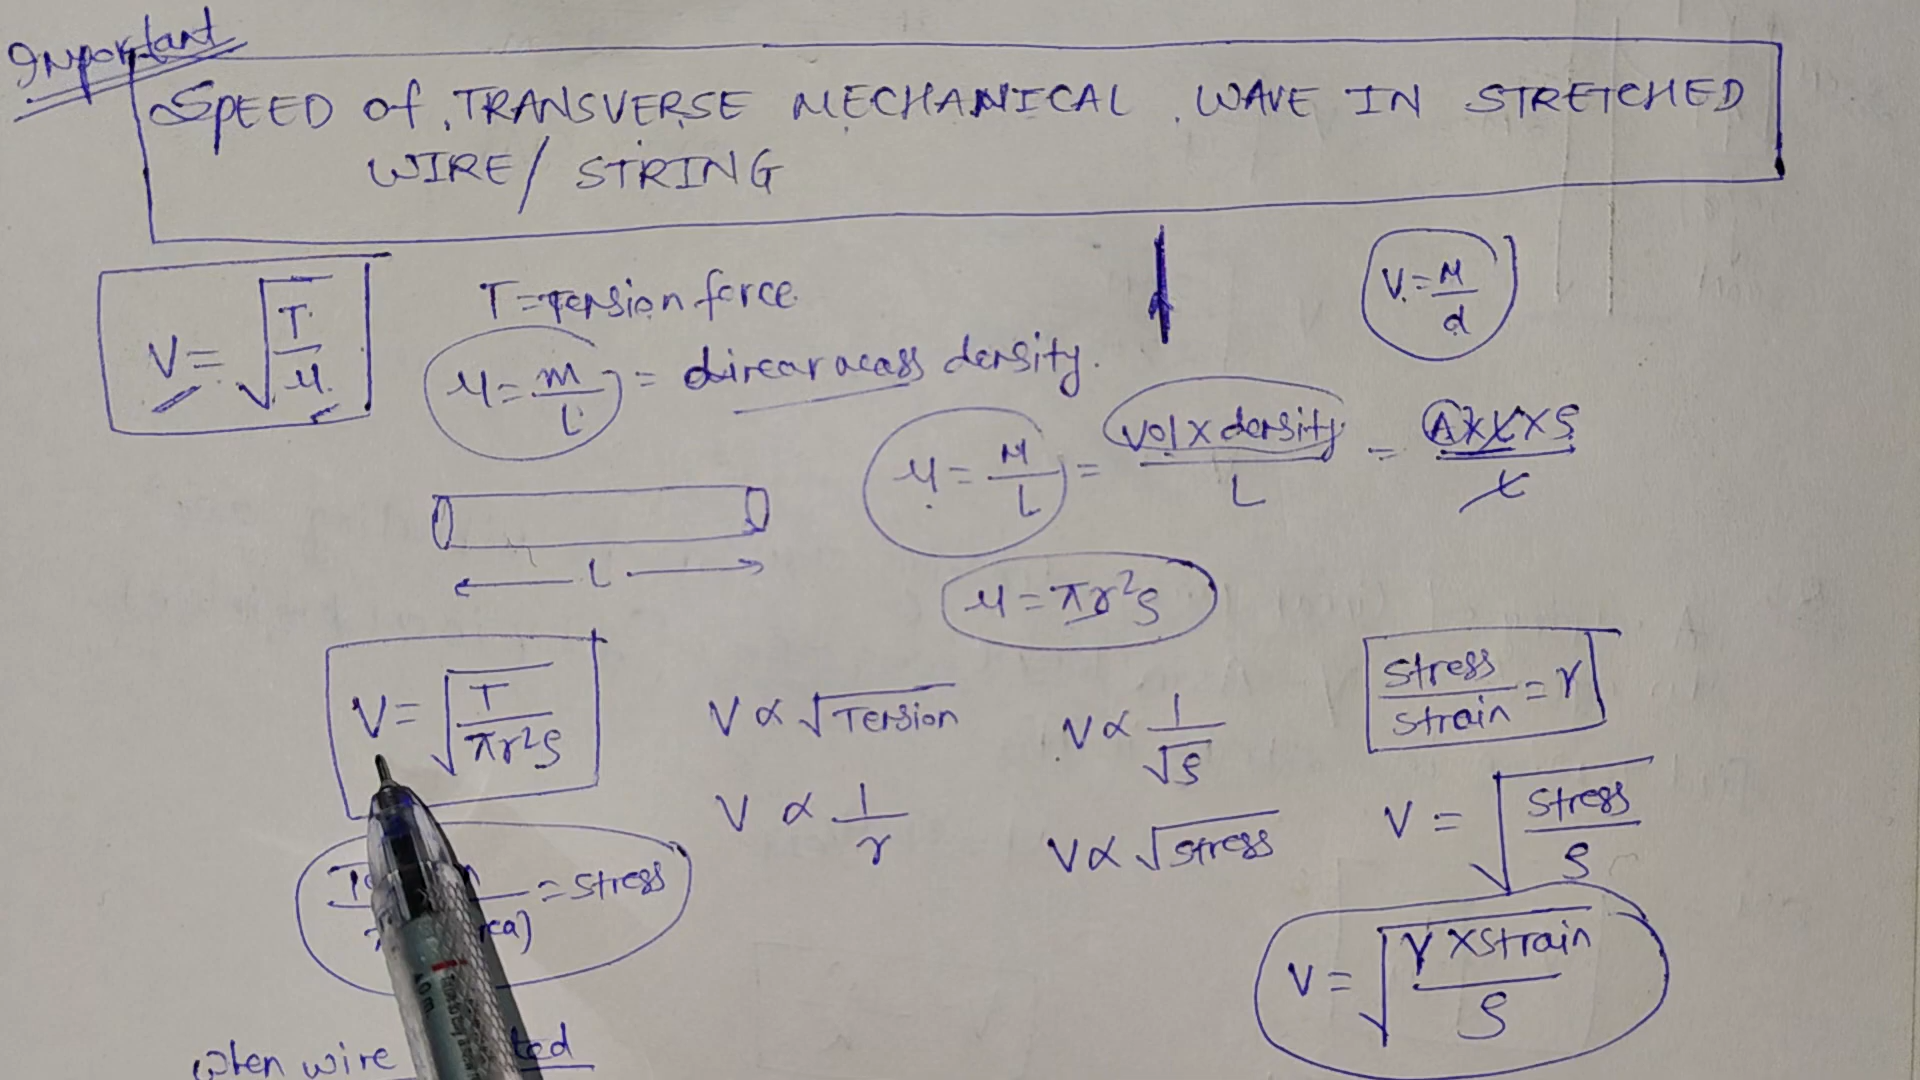 Important
SPEED of TRANSVERSE MECHANICAL WAVE IN STRETCHED
WIRE/ STRING
V = √(T/μ)
T = Tension force
V = M/d
μ = m/L = Linear mass density.
μ = M/L = vol x density/L = A x L x ρ/L
L
μ = πr²ρ
V = √(T/πr²ρ)
V ∝ √Tension
V ∝ 1/√ρ
stress/strain = Y
V ∝ 1/r
V ∝ √stress
V = √(stress/ρ)
= stress
V = √(Y x strain/ρ)
when wire